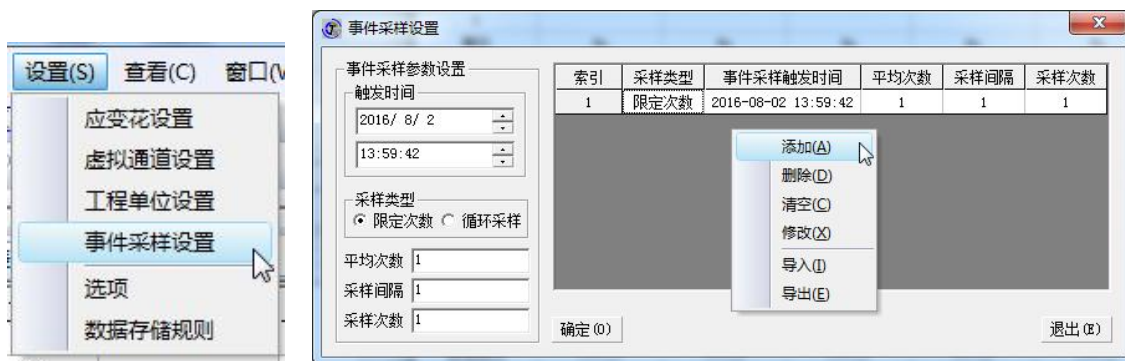 设置(S) 查看(C) 窗口(
应变花设置
虚拟通道设置
工程单位设置
事件采样设置
选项
数据存储规则
事件采样设置
事件采样参数设置
触发时间
2016/ 8/ 2
13:59:42
采样类型
限定次数 循环采样
平均次数 1
采样间隔 1
采样次数 1
索引 采样类型 事件采样触发时间 平均次数 采样间隔 采样次数
1 限定次数 2016-08-02 13:59:42 1 1 1
添加(A)
删除(D)
清空(C)
修改(X)
导入(I)
导出(E)
确定(O) 退出(E)